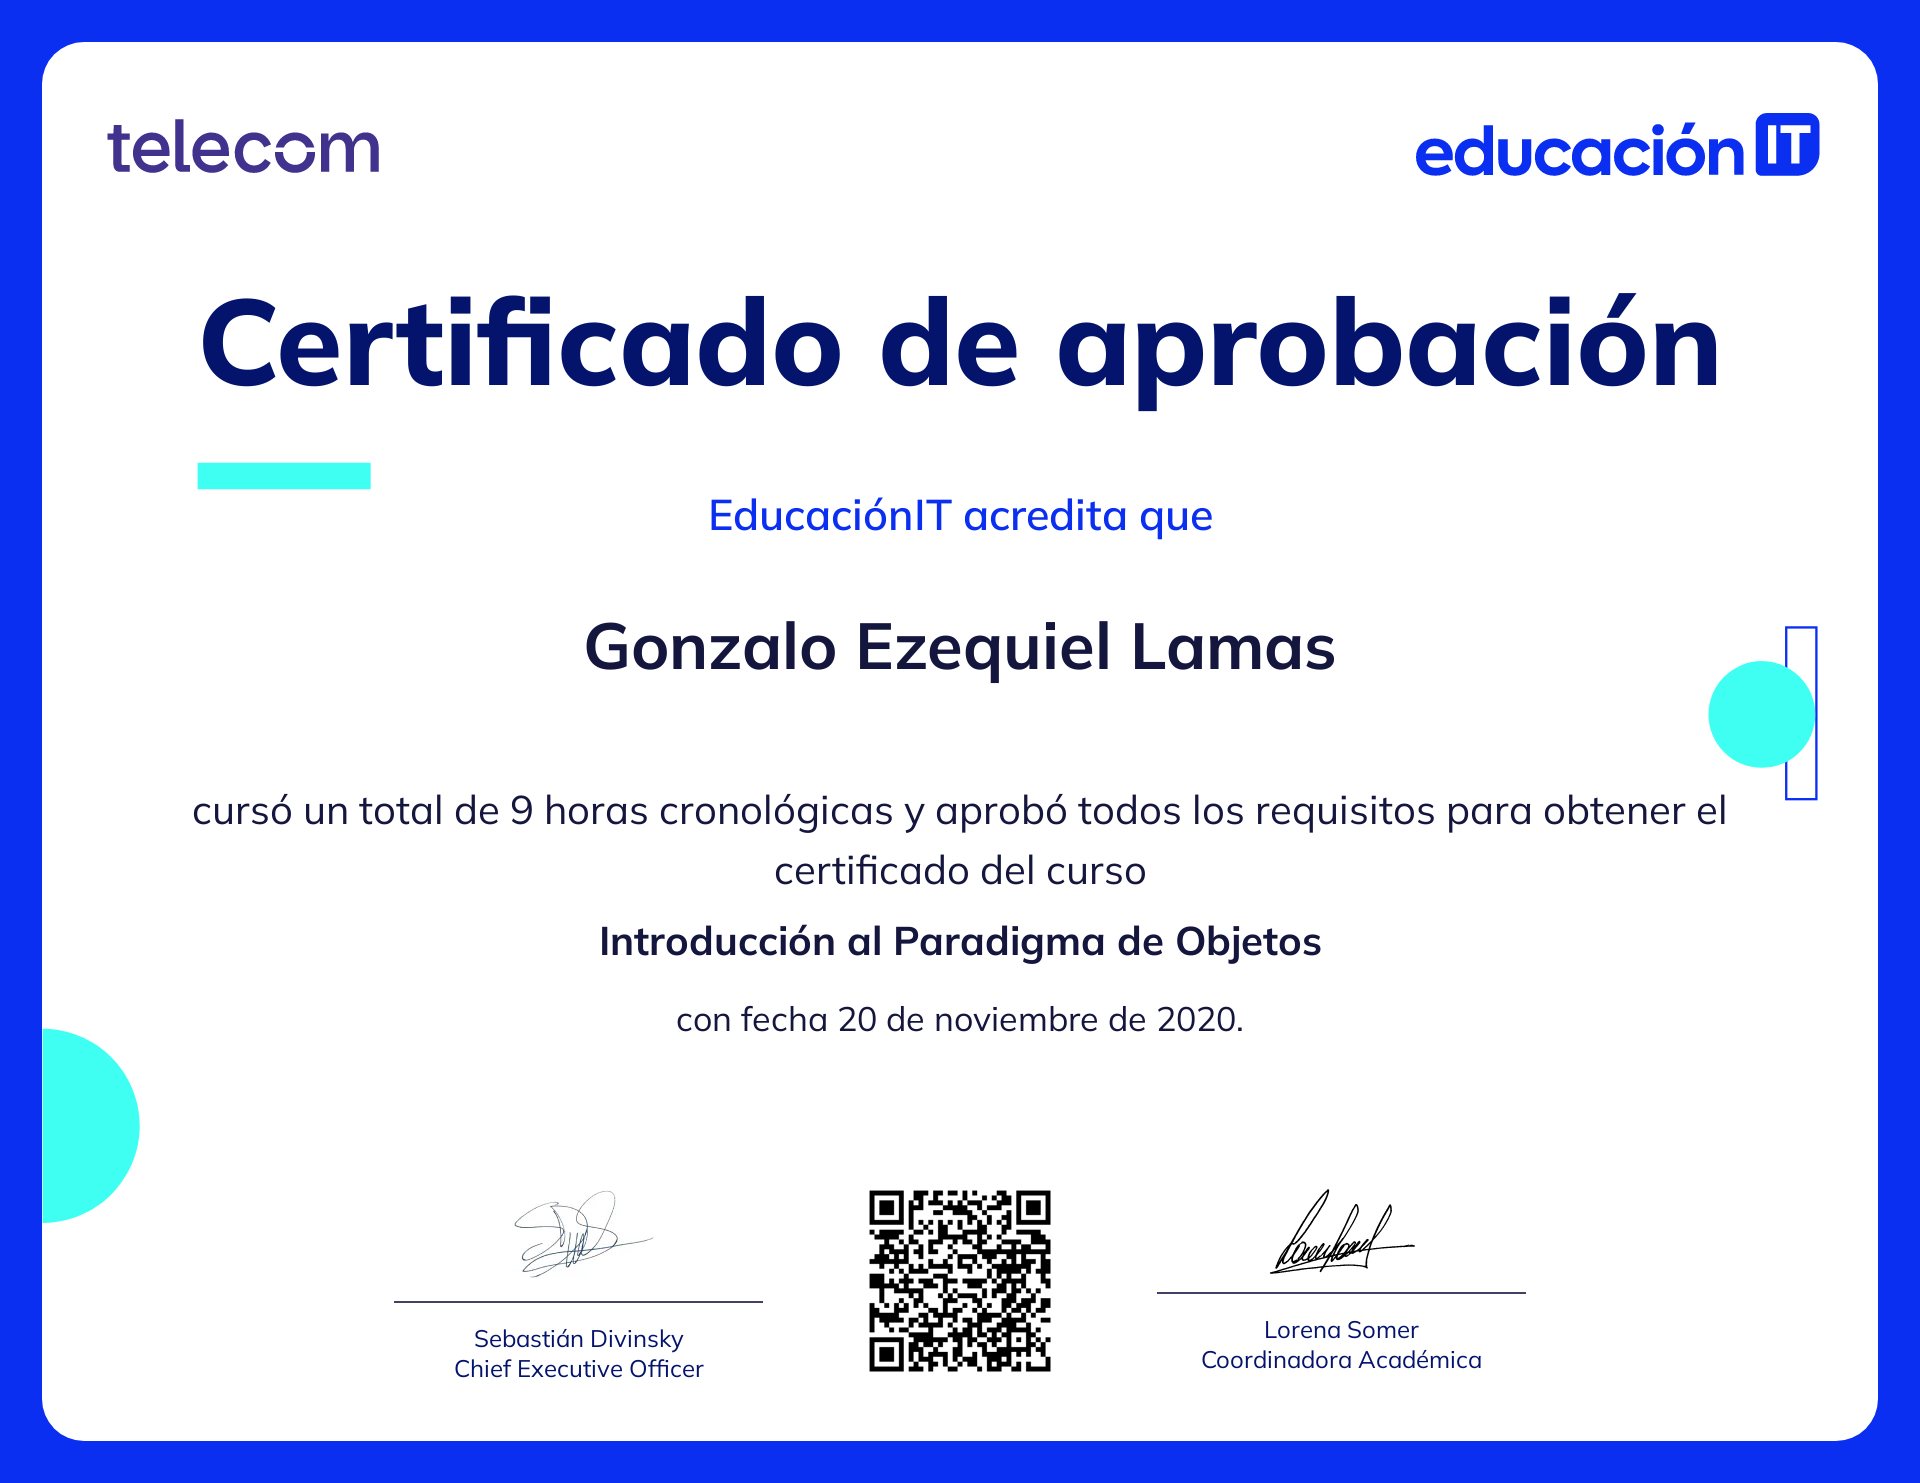 telecom
educaciónIT
Certificado de aprobación
EducaciónIT acredita que
Gonzalo Ezequiel Lamas
cursó un total de 9 horas cronológicas y aprobó todos los requisitos para obtener el
certificado del curso
Introducción al Paradigma de Objetos
con fecha 20 de noviembre de 2020.
Sebastián Divinsky
Chief Executive Officer
Lorena Somer
Coordinadora Académica